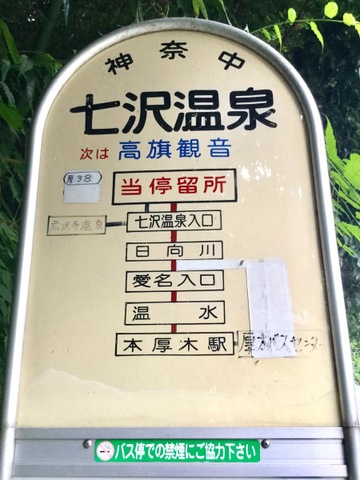 神奈中
七沢温泉
次は 高旗観音
厚38
当停留所
広沢寺温泉
七沢温泉入口
日向川
愛名入口
温水
本厚木駅
厚木バスセンター
バス停での禁煙にご協力下さい